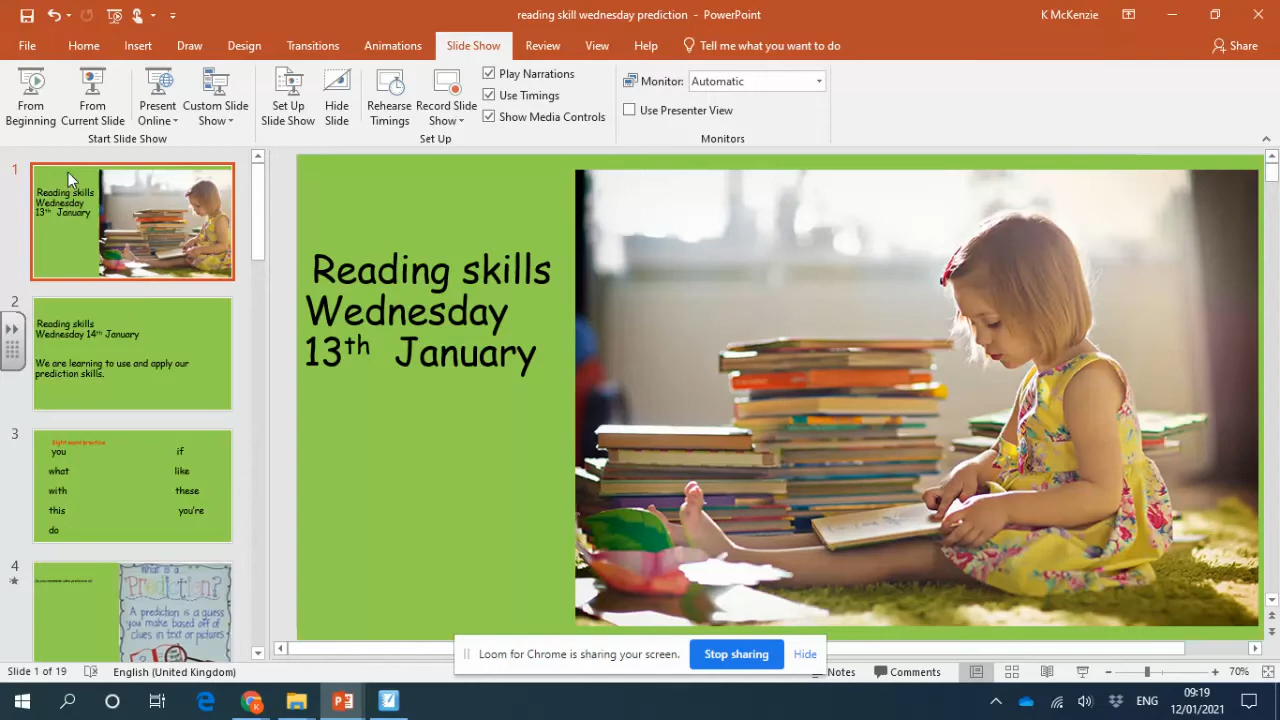 reading skill wednesday prediction - PowerPoint
K McKenzie
File Home Insert Draw Design Transitions Animations Slide Show Review View Help Tell me what you want to do
Share
From Beginning
From Current Slide
Present Online
Custom Slide Show
Start Slide Show
Set Up Slide Show
Hide Slide
Rehearse Timings
Record Slide Show
Play Narrations
Use Timings
Show Media Controls
Set Up
Monitor: Automatic
Use Presenter View
Monitors
1
Reading skills
Wednesday
13th January
2
Reading skills
Wednesday 14th January
We are learning to use and apply our
prediction skills.
3
Sight word practice
you if
what like
with these
this you're
do
4
What is a
Prediction?
A prediction is a guess
you make based off of
clues in text or pictures
Reading skills
Wednesday
13th January
Loom for Chrome is sharing your screen.
Stop sharing
Hide
Slide 1 of 19
English (United Kingdom)
Notes
Comments
70%
ENG
09:19
12/01/2021